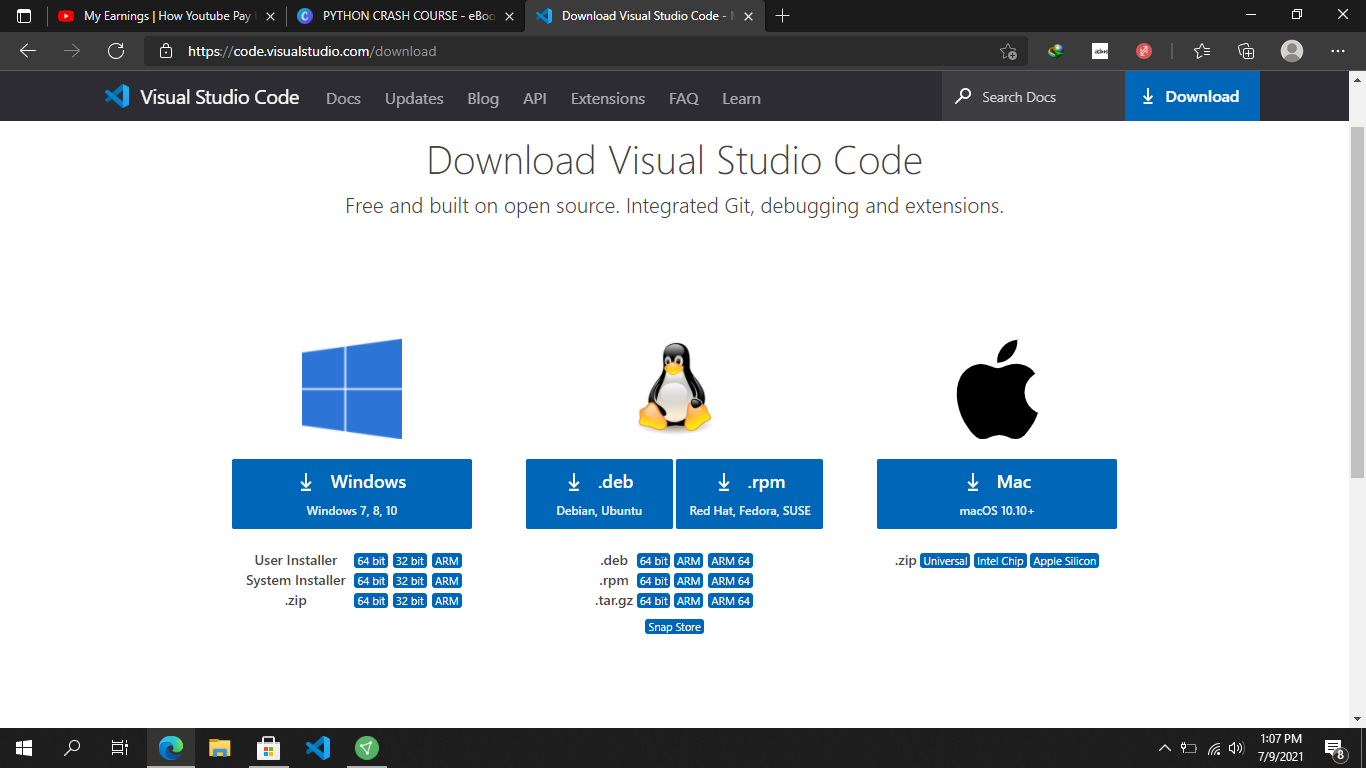 My Earnings | How Youtube Pay
PYTHON CRASH COURSE - eBoo
Download Visual Studio Code -
https://code.visualstudio.com/download
Visual Studio Code
Docs
Updates
Blog
API
Extensions
FAQ
Learn
Search Docs
Download
Download Visual Studio Code
Free and built on open source. Integrated Git, debugging and extensions.
Windows
Windows 7, 8, 10
.deb
Debian, Ubuntu
.rpm
Red Hat, Fedora, SUSE
Mac
macOS 10.10+
User Installer 64 bit 32 bit ARM
System Installer 64 bit 32 bit ARM
.zip 64 bit 32 bit ARM
.deb 64 bit ARM ARM 64
.rpm 64 bit ARM ARM 64
.tar.gz 64 bit ARM ARM 64
Snap Store
.zip Universal Intel Chip Apple Silicon
1:07 PM
7/9/2021
8